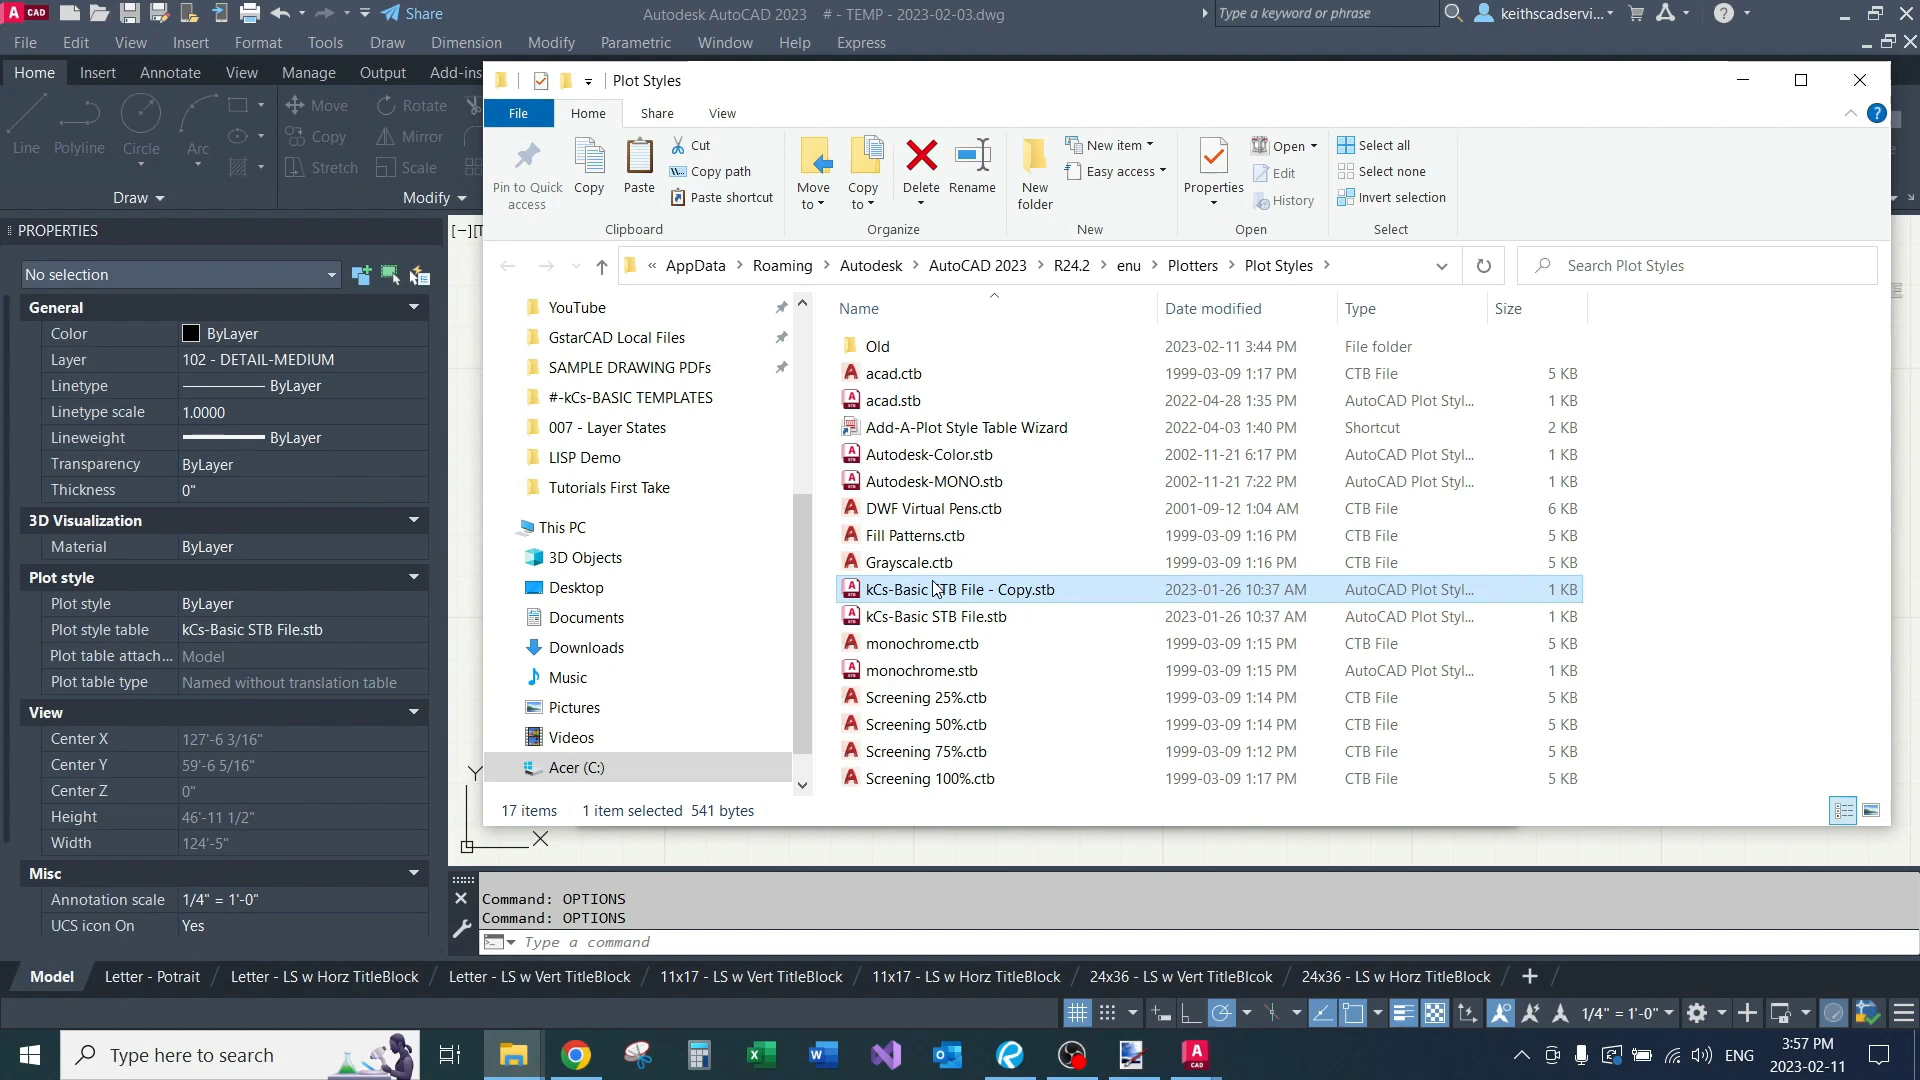 CAD
Share
Autodesk AutoCAD 2023 # - TEMP - 2023-02-03.dwg
Type a keyword or phrase
keithscadservi...
File Edit View Insert Format Tools Draw Dimension Modify Parametric Window Help Express
Home Insert Annotate View Manage Output Add-ins
Plot Styles
File Home Share View
Line Polyline Circle Arc
Move Rotate
Copy Mirror
Stretch Scale
Draw Modify
Pin to Quick access
Copy
Paste
Cut
Copy path
Paste shortcut
Clipboard
Move to
Copy to
Delete
Rename
Organize
New folder
New item
Easy access
New
Properties
Open
Edit
History
Open
Select all
Select none
Invert selection
Select
« AppData > Roaming > Autodesk > AutoCAD 2023 > R24.2 > enu > Plotters > Plot Styles >
Search Plot Styles
PROPERTIES
No selection
General
Color ByLayer
Layer 102 - DETAIL-MEDIUM
Linetype ByLayer
Linetype scale 1.0000
Lineweight ByLayer
Transparency ByLayer
Thickness 0"
3D Visualization
Material ByLayer
Plot style
Plot style ByLayer
Plot style table kCs-Basic STB File.stb
Plot table attach... Model
Plot table type Named without translation table
View
Center X 127'-6 3/16"
Center Y 59'-6 5/16"
Center Z 0"
Height 46'-11 1/2"
Width 124'-5"
Misc
Annotation scale 1/4" = 1'-0"
UCS icon On Yes
[−][T
YouTube
GstarCAD Local Files
SAMPLE DRAWING PDFs
#-kCs-BASIC TEMPLATES
007 - Layer States
LISP Demo
Tutorials First Take
This PC
3D Objects
Desktop
Documents
Downloads
Music
Pictures
Videos
Acer (C:)
Name Date modified Type Size
Old 2023-02-11 3:44 PM File folder
acad.ctb 1999-03-09 1:17 PM CTB File 5 KB
acad.stb 2022-04-28 1:35 PM AutoCAD Plot Styl... 1 KB
Add-A-Plot Style Table Wizard 2022-04-03 1:40 PM Shortcut 2 KB
Autodesk-Color.stb 2002-11-21 6:17 PM AutoCAD Plot Styl... 1 KB
Autodesk-MONO.stb 2002-11-21 7:22 PM AutoCAD Plot Styl... 1 KB
DWF Virtual Pens.ctb 2001-09-12 1:04 AM CTB File 6 KB
Fill Patterns.ctb 1999-03-09 1:16 PM CTB File 5 KB
Grayscale.ctb 1999-03-09 1:16 PM CTB File 5 KB
kCs-Basic STB File - Copy.stb 2023-01-26 10:37 AM AutoCAD Plot Styl... 1 KB
kCs-Basic STB File.stb 2023-01-26 10:37 AM AutoCAD Plot Styl... 1 KB
monochrome.ctb 1999-03-09 1:15 PM CTB File 5 KB
monochrome.stb 1999-03-09 1:15 PM AutoCAD Plot Styl... 1 KB
Screening 25%.ctb 1999-03-09 1:14 PM CTB File 5 KB
Screening 50%.ctb 1999-03-09 1:14 PM CTB File 5 KB
Screening 75%.ctb 1999-03-09 1:12 PM CTB File 5 KB
Screening 100%.ctb 1999-03-09 1:17 PM CTB File 5 KB
17 items 1 item selected 541 bytes
Y
X
Command: OPTIONS
Command: OPTIONS
Type a command
Model Letter - Potrait Letter - LS w Horz TitleBlock Letter - LS w Vert TitleBlock 11x17 - LS w Vert TitleBlock 11x17 - LS w Horz TitleBlock 24x36 - LS w Vert TitleBlcok 24x36 - LS w Horz TitleBlock
1/4" = 1'-0"
Type here to search
ENG
3:57 PM
2023-02-11